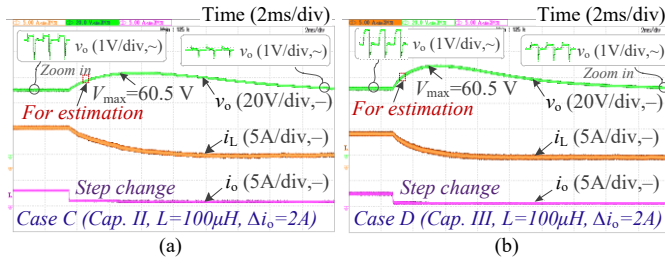 Time (2ms/div)
vo (1V/div,~)
vo (1V/div,~)
Zoom in
For estimation
Vmax=60.5 V
vo (20V/div,–)
iL (5A/div,–)
Step change
io (5A/div,–)
Case C (Cap. II, L=100μH, Δio=2A)
(a)
Time (2ms/div)
vo (1V/div,~)
vo (1V/div,~)
Zoom in
For estimation
Vmax=60.5 V
vo (20V/div,–)
iL (5A/div,–)
Step change
io (5A/div,–)
Case D (Cap. III, L=100μH, Δio=2A)
(b)